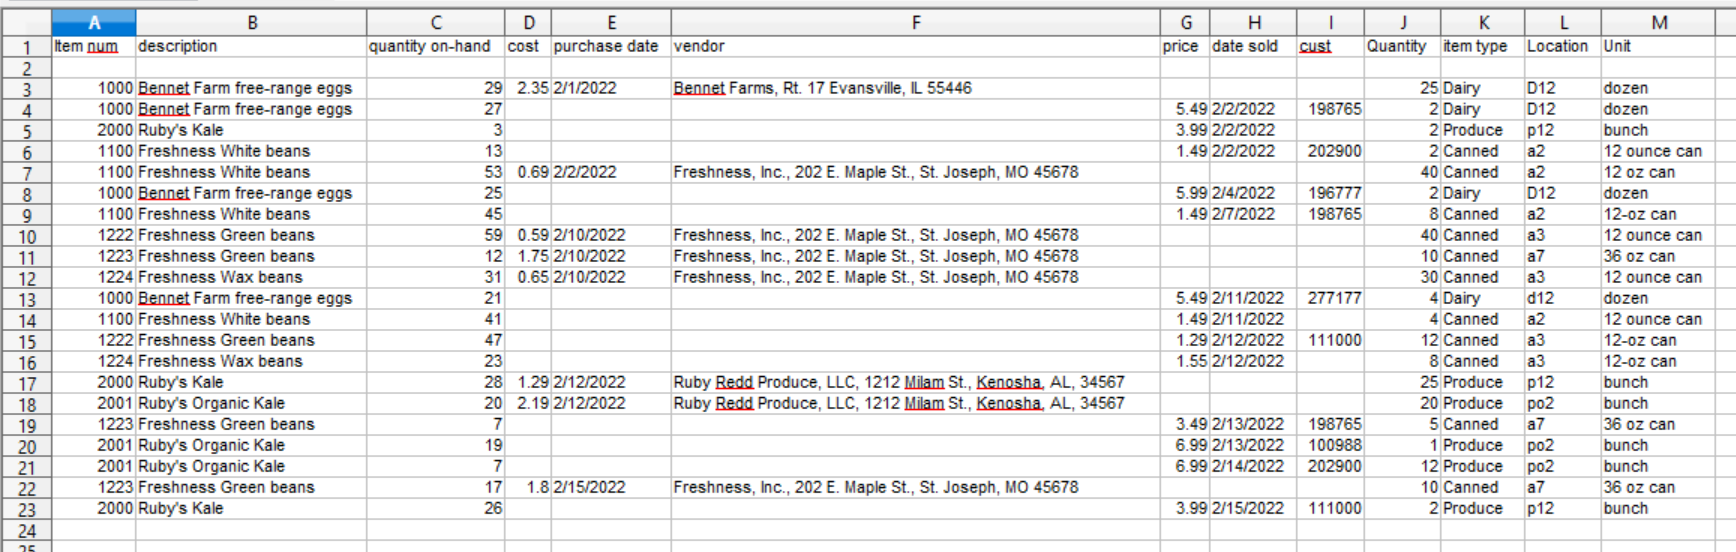 A B C D E F G H I J K L M
1 Item num description quantity on-hand cost purchase date vendor price date sold cust Quantity item type Location Unit
2
3 1000 Bennet Farm free-range eggs 29 2.35 2/1/2022 Bennet Farms, Rt. 17 Evansville, IL 55446 25 Dairy D12 dozen
4 1000 Bennet Farm free-range eggs 27 5.49 2/2/2022 198765 2 Dairy D12 dozen
5 2000 Ruby's Kale 3 3.99 2/2/2022 2 Produce p12 bunch
6 1100 Freshness White beans 13 1.49 2/2/2022 202900 2 Canned a2 12 ounce can
7 1100 Freshness White beans 53 0.69 2/2/2022 Freshness, Inc., 202 E. Maple St., St. Joseph, MO 45678 40 Canned a2 12 oz can
8 1000 Bennet Farm free-range eggs 25 5.99 2/4/2022 196777 2 Dairy D12 dozen
9 1100 Freshness White beans 45 1.49 2/7/2022 198765 8 Canned a2 12-oz can
10 1222 Freshness Green beans 59 0.59 2/10/2022 Freshness, Inc., 202 E. Maple St., St. Joseph, MO 45678 40 Canned a3 12 ounce can
11 1223 Freshness Green beans 12 1.75 2/10/2022 Freshness, Inc., 202 E. Maple St., St. Joseph, MO 45678 10 Canned a7 36 oz can
12 1224 Freshness Wax beans 31 0.65 2/10/2022 Freshness, Inc., 202 E. Maple St., St. Joseph, MO 45678 30 Canned a3 12 ounce can
13 1000 Bennet Farm free-range eggs 21 5.49 2/11/2022 277177 4 Dairy d12 dozen
14 1100 Freshness White beans 41 1.49 2/11/2022 4 Canned a2 12 ounce can
15 1222 Freshness Green beans 47 1.29 2/12/2022 111000 12 Canned a3 12-oz can
16 1224 Freshness Wax beans 23 1.55 2/12/2022 8 Canned a3 12-oz can
17 2000 Ruby's Kale 28 1.29 2/12/2022 Ruby Redd Produce, LLC, 1212 Milam St., Kenosha, AL, 34567 25 Produce p12 bunch
18 2001 Ruby's Organic Kale 20 2.19 2/12/2022 Ruby Redd Produce, LLC, 1212 Milam St., Kenosha, AL, 34567 20 Produce po2 bunch
19 1223 Freshness Green beans 7 3.49 2/13/2022 198765 5 Canned a7 36 oz can
20 2001 Ruby's Organic Kale 19 6.99 2/13/2022 100988 1 Produce po2 bunch
21 2001 Ruby's Organic Kale 7 6.99 2/14/2022 202900 12 Produce po2 bunch
22 1223 Freshness Green beans 17 1.8 2/15/2022 Freshness, Inc., 202 E. Maple St., St. Joseph, MO 45678 10 Canned a7 36 oz can
23 2000 Ruby's Kale 26 3.99 2/15/2022 111000 2 Produce p12 bunch
24
25